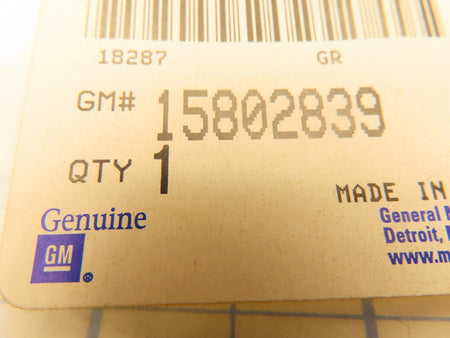 18287 GR
GM# 15802839
QTY 1
MADE IN
Genuine
General
GM
Detroit,
www.m